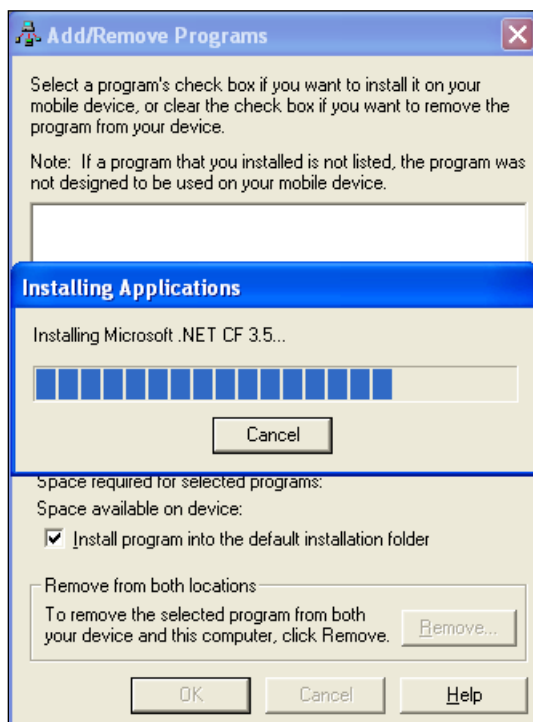 Add/Remove Programs
Select a program's check box if you want to install it on your
mobile device, or clear the check box if you want to remove the
program from your device.
Note: If a program that you installed is not listed, the program was
not designed to be used on your mobile device.
Installing Applications
Installing Microsoft .NET CF 3.5...
Cancel
Space required for selected programs:
Space available on device:
Install program into the default installation folder
Remove from both locations
To remove the selected program from both
your device and this computer, click Remove.
Remove...
OK
Cancel
Help